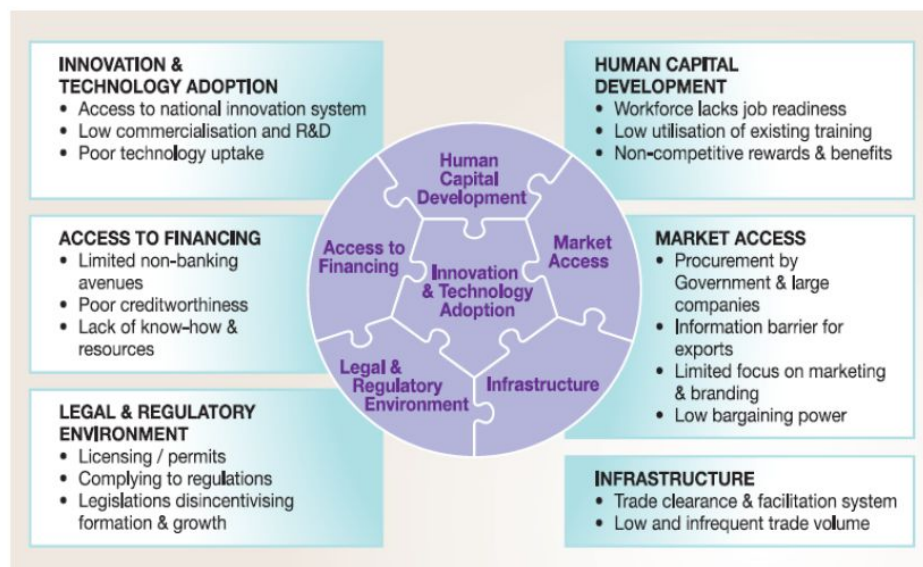 INNOVATION &
TECHNOLOGY ADOPTION
• Access to national innovation system
• Low commercialisation and R&D
• Poor technology uptake
ACCESS TO FINANCING
• Limited non-banking
avenues
• Poor creditworthiness
• Lack of know-how &
resources
LEGAL & REGULATORY
ENVIRONMENT
• Licensing / permits
• Complying to regulations
• Legislations disincentivising
formation & growth
Human
Capital
Development
Access to
Financing
Market
Access
Innovation
& Technology
Adoption
Legal &
Regulatory
Environment
Infrastructure
HUMAN CAPITAL
DEVELOPMENT
• Workforce lacks job readiness
• Low utilisation of existing training
• Non-competitive rewards & benefits
MARKET ACCESS
• Procurement by
Government & large
companies
• Information barrier for
exports
• Limited focus on marketing
& branding
• Low bargaining power
INFRASTRUCTURE
• Trade clearance & facilitation system
• Low and infrequent trade volume